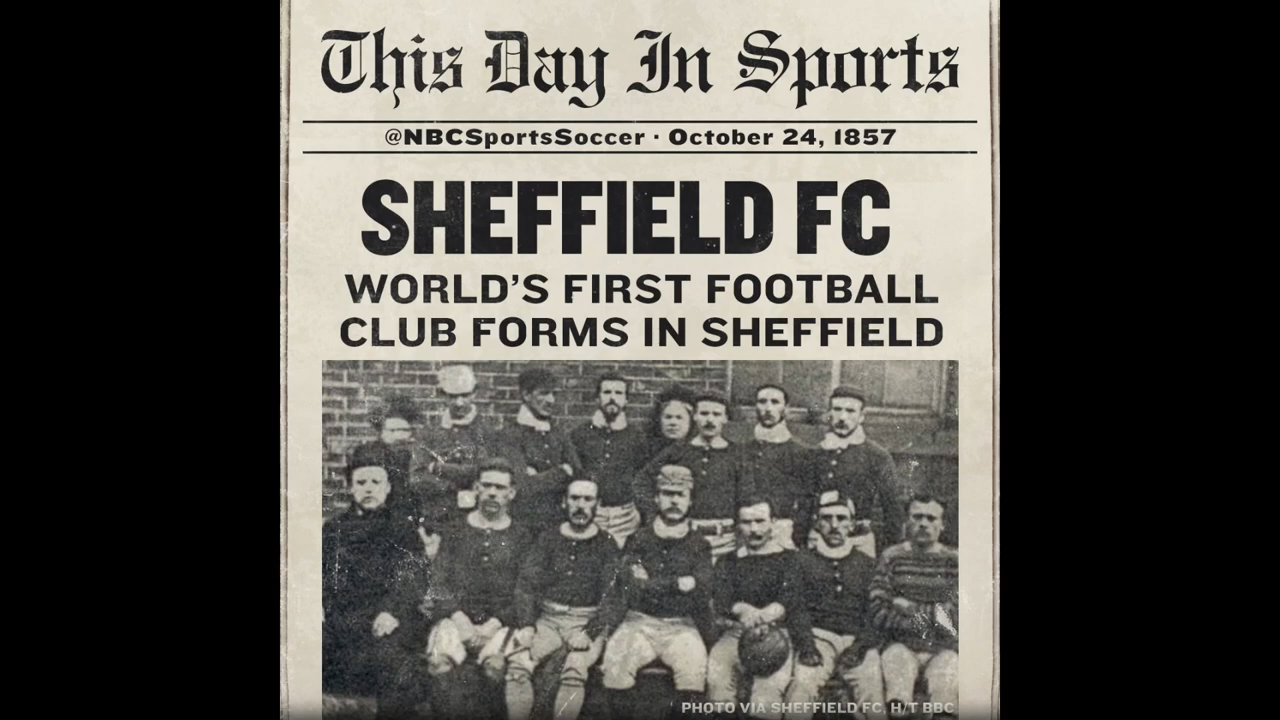 This Day In Sports
@NBCSportsSoccer · October 24, 1857
SHEFFIELD FC
WORLD'S FIRST FOOTBALL
CLUB FORMS IN SHEFFIELD
PHOTO VIA SHEFFIELD FC, H/T BBC